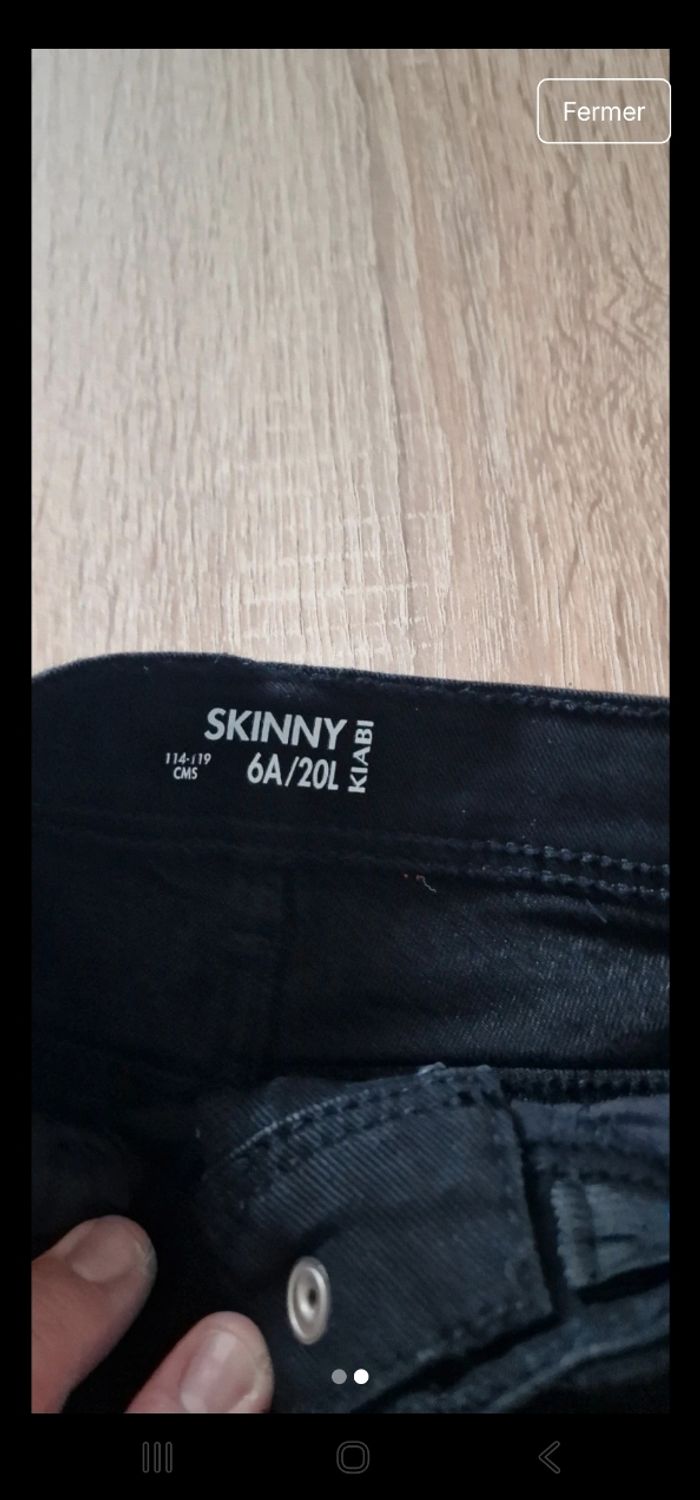 Fermer
SKINNY
KIABI
114-119
CMS
6A/20L